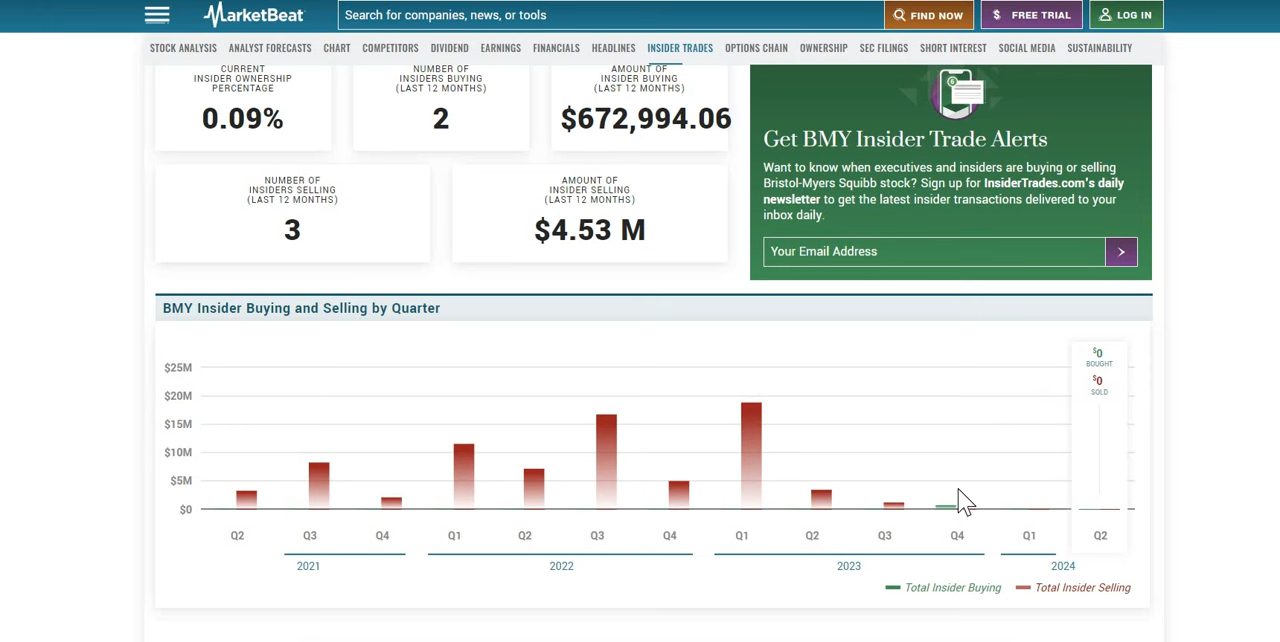 MarketBeat
Search for companies, news, or tools
FIND NOW
$ FREE TRIAL
LOG IN
STOCK ANALYSIS ANALYST FORECASTS CHART COMPETITORS DIVIDEND EARNINGS FINANCIALS HEADLINES INSIDER TRADES OPTIONS CHAIN OWNERSHIP SEC FILINGS SHORT INTEREST SOCIAL MEDIA SUSTAINABILITY
CURRENT
INSIDER OWNERSHIP
PERCENTAGE
0.09%
NUMBER OF
INSIDERS BUYING
(LAST 12 MONTHS)
2
AMOUNT OF
INSIDER BUYING
(LAST 12 MONTHS)
$672,994.06
NUMBER OF
INSIDERS SELLING
(LAST 12 MONTHS)
3
AMOUNT OF
INSIDER SELLING
(LAST 12 MONTHS)
$4.53 M
Get BMY Insider Trade Alerts
Want to know when executives and insiders are buying or selling
Bristol-Myers Squibb stock? Sign up for InsiderTrades.com's daily
newsletter to get the latest insider transactions delivered to your
inbox daily.
Your Email Address
BMY Insider Buying and Selling by Quarter
$25M
$20M
$15M
$10M
$5M
$0
$0
BOUGHT
$0
SOLD
Q2 Q3 Q4 Q1 Q2 Q3 Q4 Q1 Q2 Q3 Q4 Q1 Q2
2021 2022 2023 2024
Total Insider Buying Total Insider Selling